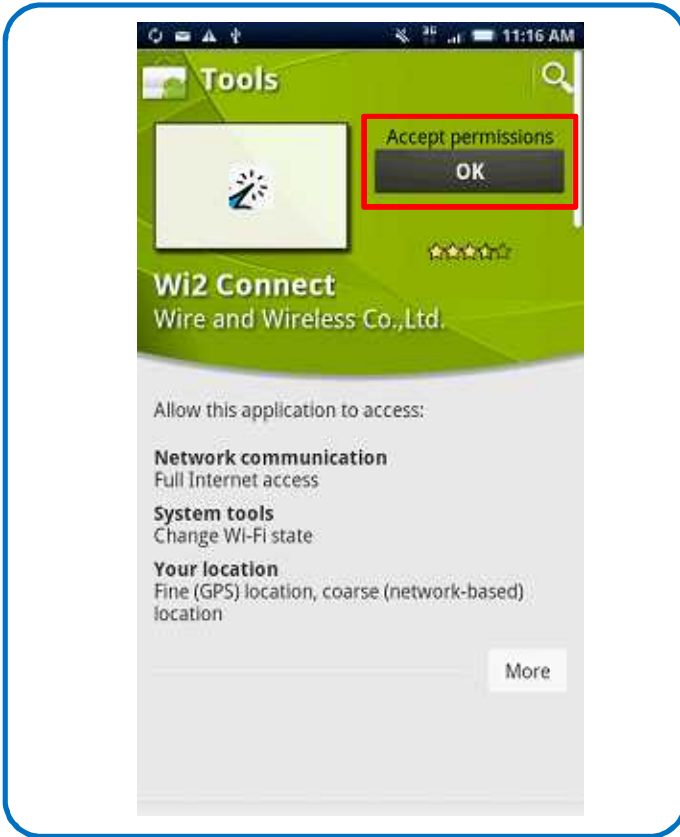 11:16 AM
Tools
Accept permissions
OK
Wi2 Connect
Wire and Wireless Co.,Ltd.
Allow this application to access:
Network communication
Full Internet access
System tools
Change Wi-Fi state
Your location
Fine (GPS) location, coarse (network-based)
location
More